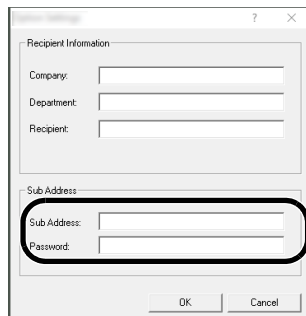 Recipient Information
Company:
Department:
Recipient:
Sub Address
Sub Address:
Password:
OK Cancel